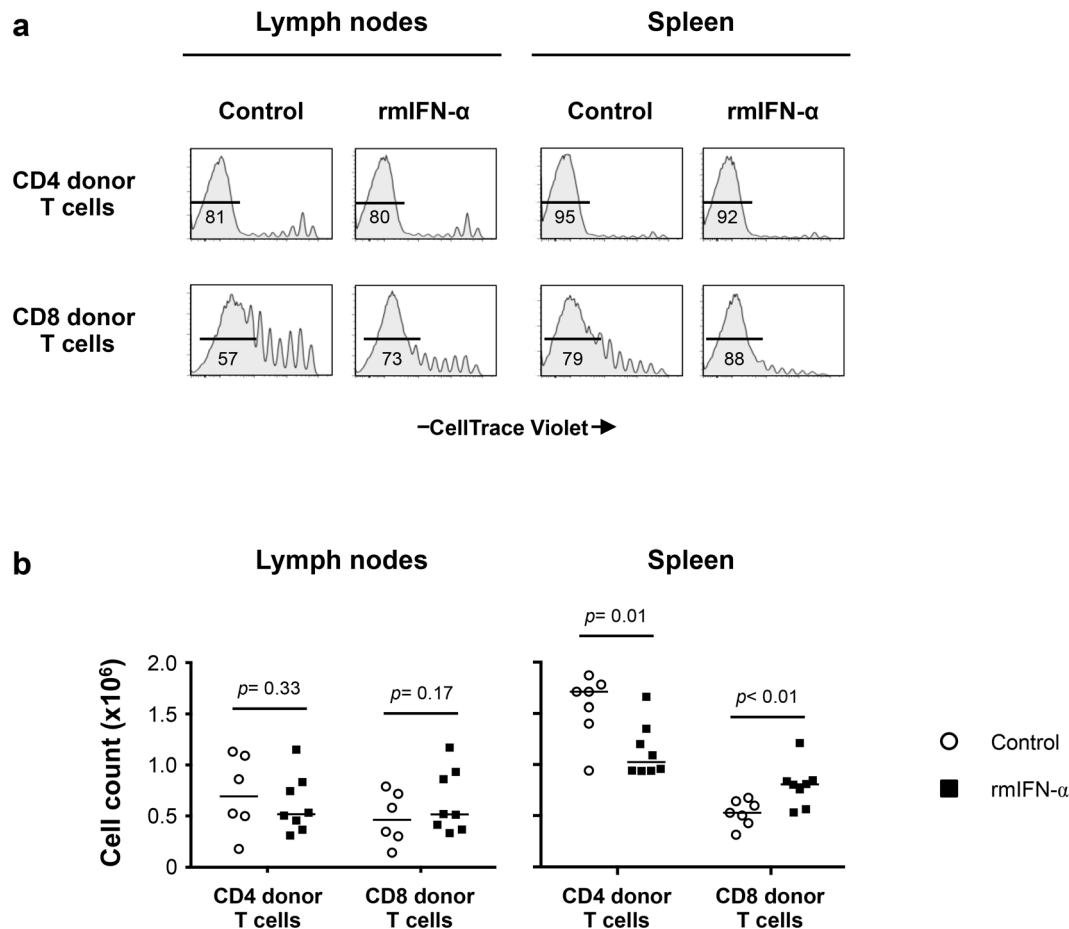 a
Lymph nodes Spleen
Control rmIFN-α Control rmIFN-α
CD4 donor
T cells
81 80 95 92
CD8 donor
T cells
57 73 79 88
CellTrace Violet
b
Lymph nodes Spleen
Cell count (x10⁶)
2.0
1.5
1.0
0.5
0
p= 0.33
p= 0.17
p= 0.01
p< 0.01
CD4 donor
T cells
CD8 donor
T cells
CD4 donor
T cells
CD8 donor
T cells
Control
rmIFN-α